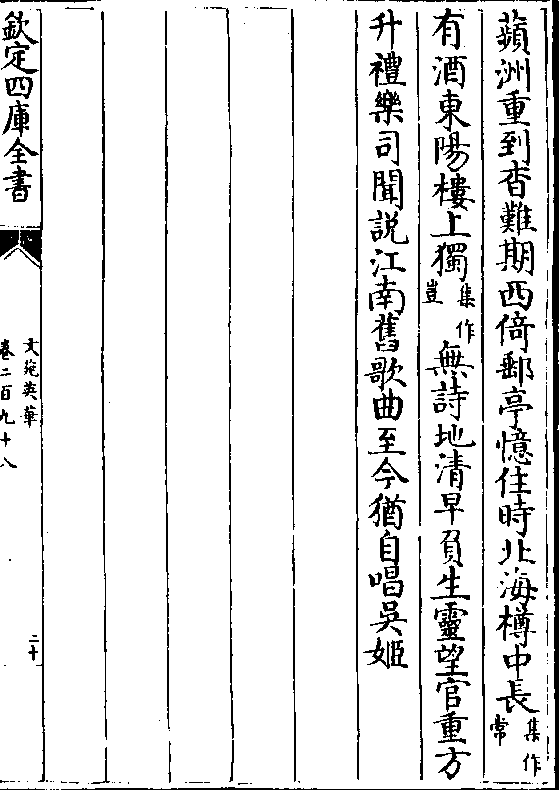 蘋洲重到杳難期西倚郵亭憶住時北海樽中長集作常
有酒東陽樓上獨集作豈無詩地清早負生靈望官重方
升禮樂司聞説江南舊歌曲至今猶自唱吳姬
欽定四庫全書
文苑英華
卷二百九十八
二十